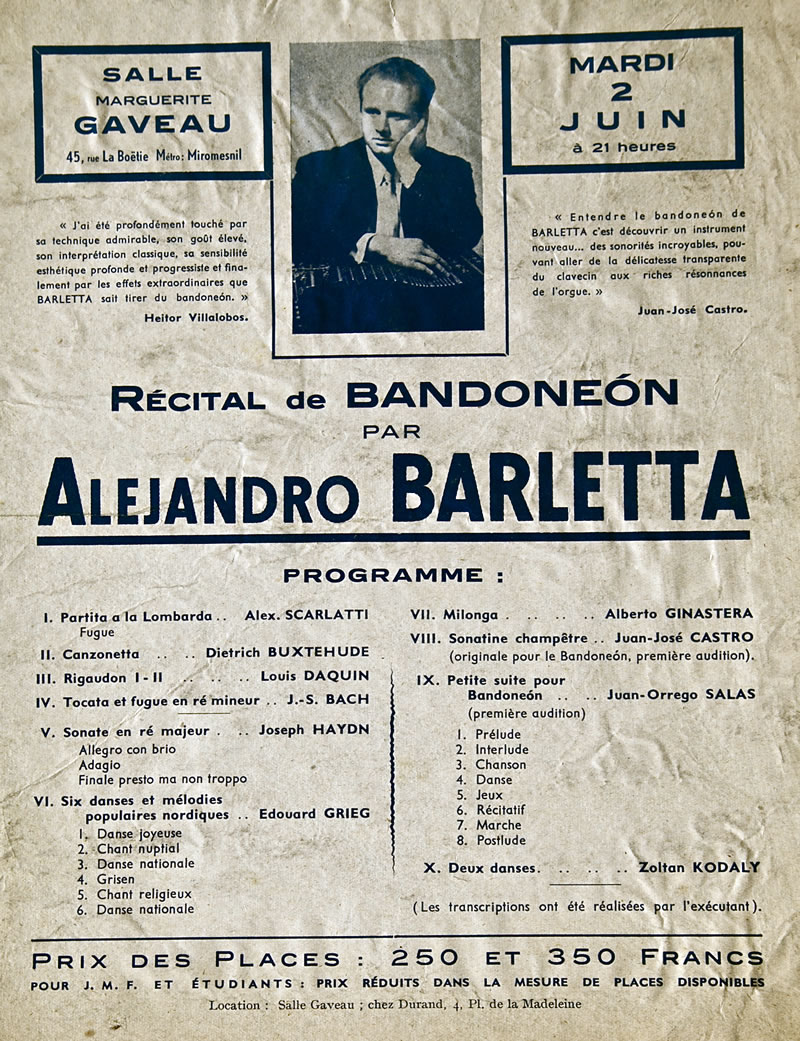 SALLE
MARGUERITE
GAVEAU
45, rue La Boëtie Métro: Miromesnil
MARDI
2
JUIN
à 21 heures
« J'ai été profondément touché par
sa technique admirable, son goût élevé,
son interprétation classique, sa sensibilité
esthétique profonde et progressiste et fina-
lement par les effets extraordinaires que
BARLETTA sait tirer du bandoneón. »
Heitor Villalobos.
« Entendre le bandoneón de
BARLETTA c'est découvrir un instrument
nouveau... des sonorités incroyables, pou-
vant aller de la délicatesse transparente
du clavecin aux riches résonnances
de l'orgue. »
Juan-José Castro.
RÉCITAL de BANDONEÓN
PAR
ALEJANDRO BARLETTA
PROGRAMME :
I. Partita a la Lombarda .. Alex. SCARLATTI
Fugue
II. Canzonetta .. .. Dietrich BUXTEHUDE
III. Rigaudon I-II .. .. .. Louis DAQUIN
IV. Tocata et fugue en ré mineur .. J.-S. BACH
V. Sonate en ré majeur . .. Joseph HAYDN
Allegro con brio
Adagio
Finale presto ma non troppo
VI. Six danses et mélodies
populaires nordiques .. Edouard GRIEG
1. Danse joyeuse
2. Chant nuptial
3. Danse nationale
4. Grisen
5. Chant religieux
6. Danse nationale
VII. Milonga . .. .. .. Alberto GINASTERA
VIII. Sonatine champêtre .. Juan-José CASTRO
(originale pour le Bandoneón, première audition).
IX. Petite suite pour
Bandoneón .. .. Juan-Orrego SALAS
(première audition)
1. Prélude
2. Interlude
3. Chanson
4. Danse
5. Jeux
6. Récitatif
7. Marche
8. Postlude
X. Deux danses. .. .. .. Zoltan KODALY
(Les transcriptions ont été réalisées par l'exécutant).
PRIX DES PLACES : 250 ET 350 FRANCS
POUR J. M. F. ET ÉTUDIANTS : PRIX RÉDUITS DANS LA MESURE DE PLACES DISPONIBLES
Location : Salle Gaveau ; chez Durand, 4, Pl. de la Madeleine